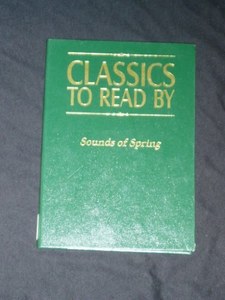 CLASSICS
TO READ BY
Sounds of Spring